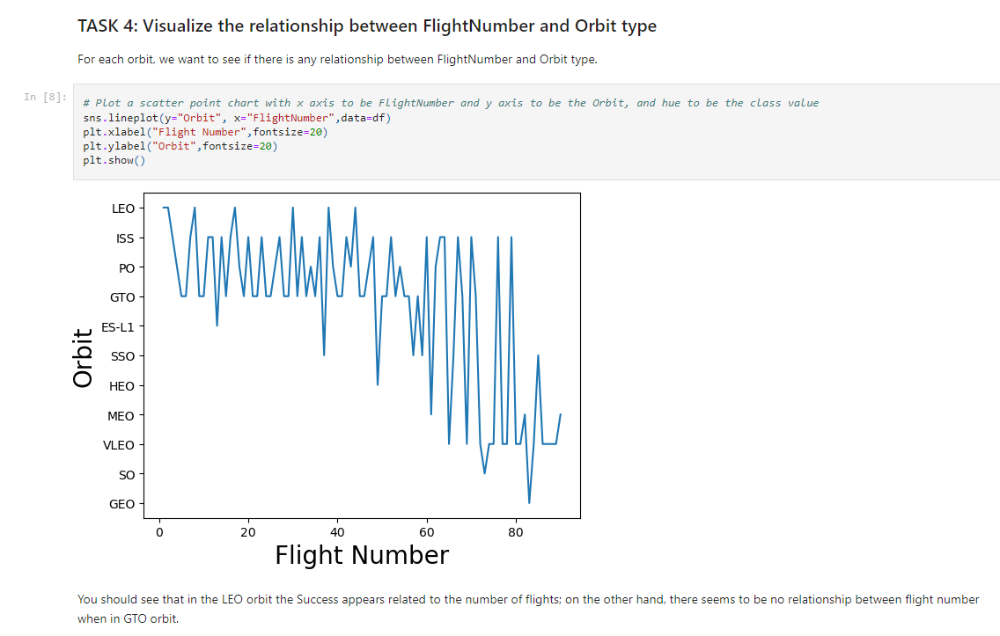 TASK 4: Visualize the relationship between FlightNumber and Orbit type
For each orbit, we want to see if there is any relationship between FlightNumber and Orbit type.
In [8]:
# Plot a scatter point chart with x axis to be FlightNumber and y axis to be the Orbit, and hue to be the class value
sns.lineplot(y="Orbit", x="FlightNumber",data=df)
plt.xlabel("Flight Number",fontsize=20)
plt.ylabel("Orbit",fontsize=20)
plt.show()
LEO
ISS
PO
GTO
ES-L1
SSO
HEO
MEO
VLEO
SO
GEO
Orbit
0 20 40 60 80
Flight Number
You should see that in the LEO orbit the Success appears related to the number of flights; on the other hand, there seems to be no relationship between flight number
when in GTO orbit.